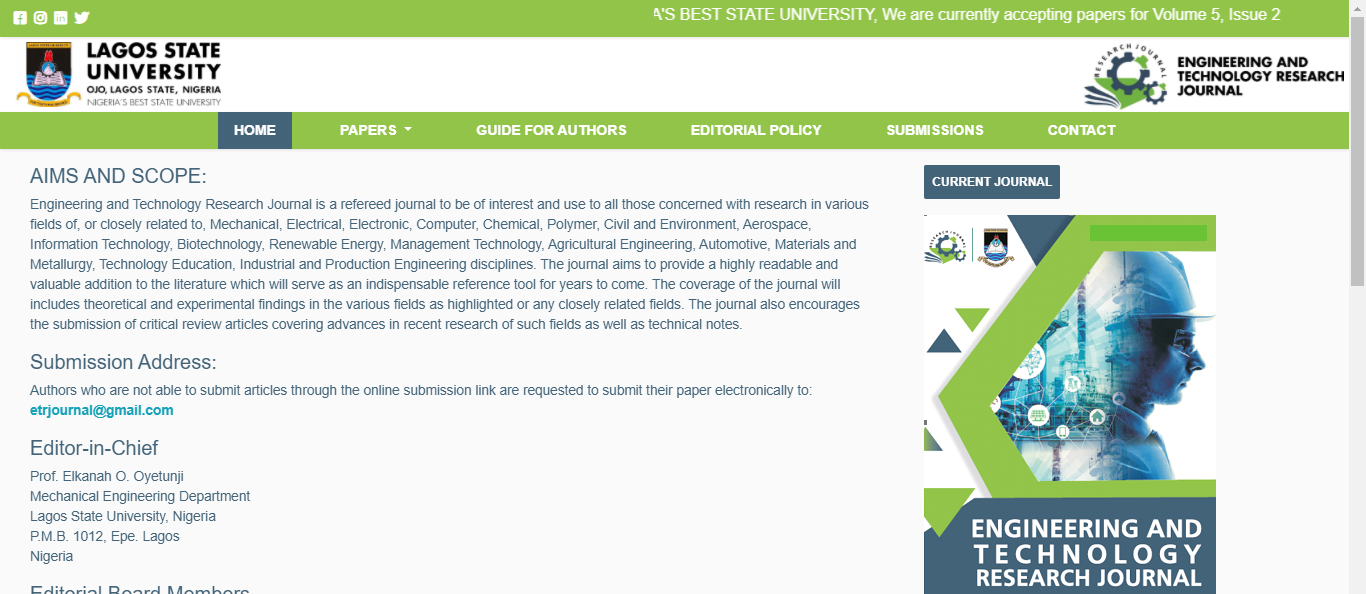 'S BEST STATE UNIVERSITY, We are currently accepting papers for Volume 5, Issue 2
LAGOS STATE
UNIVERSITY
OJO, LAGOS STATE, NIGERIA
NIGERIA'S BEST STATE UNIVERSITY
RESEARCH JOURNAL
ENGINEERING AND
TECHNOLOGY RESEARCH
JOURNAL
HOME
PAPERS
GUIDE FOR AUTHORS
EDITORIAL POLICY
SUBMISSIONS
CONTACT
AIMS AND SCOPE:
Engineering and Technology Research Journal is a refereed journal to be of interest and use to all those concerned with research in various
fields of, or closely related to, Mechanical, Electrical, Electronic, Computer, Chemical, Polymer, Civil and Environment, Aerospace,
Information Technology, Biotechnology, Renewable Energy, Management Technology, Agricultural Engineering, Automotive, Materials and
Metallurgy, Technology Education, Industrial and Production Engineering disciplines. The journal aims to provide a highly readable and
valuable addition to the literature which will serve as an indispensable reference tool for years to come. The coverage of the journal will
includes theoretical and experimental findings in the various fields as highlighted or any closely related fields. The journal also encourages
the submission of critical review articles covering advances in recent research of such fields as well as technical notes.
Submission Address:
Authors who are not able to submit articles through the online submission link are requested to submit their paper electronically to:
etrjournal@gmail.com
Editor-in-Chief
Prof. Elkanah O. Oyetunji
Mechanical Engineering Department
Lagos State University, Nigeria
P.M.B. 1012, Epe. Lagos
Nigeria
Editorial Board Members
CURRENT JOURNAL
RESEARCH JOURNAL
ENGINEERING AND
TECHNOLOGY
RESEARCH JOURNAL